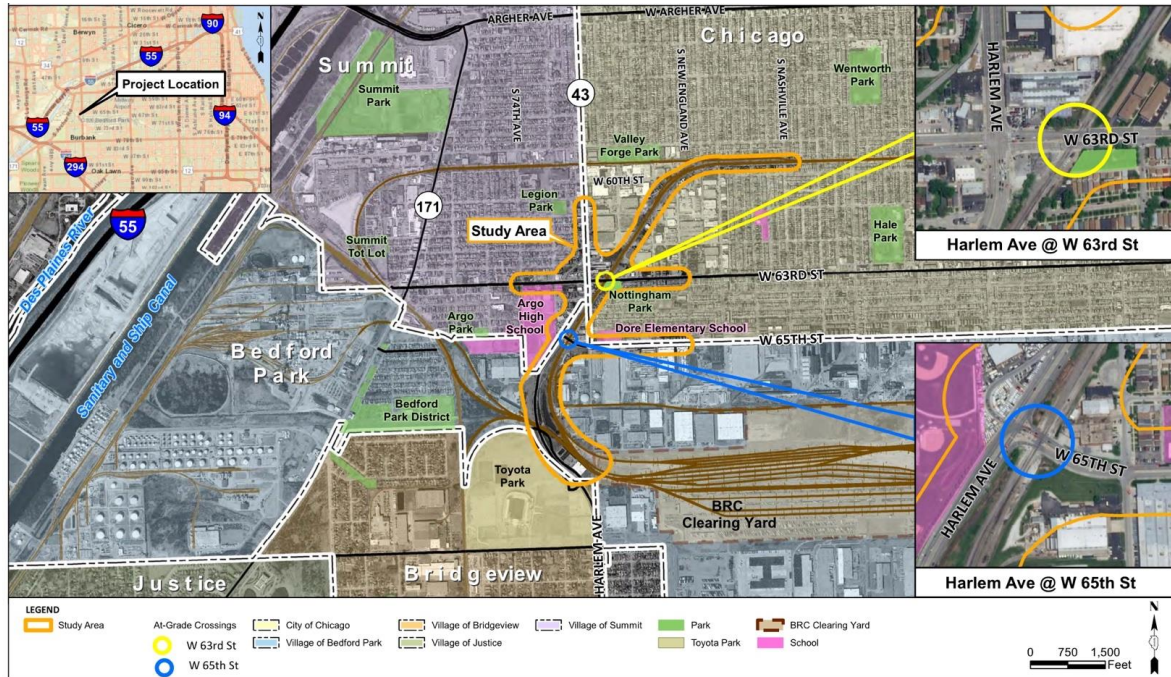 90
55
Project Location
94
55
Burbank
Oak Lawn
294
Berwyn
Cicero
N
ARCHER AVE
W ARCHER AVE
Summit
Chicago
Summit
Park
S 74TH AVE
43
S NEW ENGLAND AVE
S NASHVILLE AVE
Wentworth
Park
Valley
Forge Park
W 60TH ST
171
Legion
Park
Study Area
Hale
Park
Summit
Tot Lot
W 63RD ST
Nottingham
Park
Argo
High
School
Argo
Park
Dore Elementary School
W 65TH ST
55
Des Plaines River
Sanitary and Ship Canal
Bedford
Park
Bedford
Park District
Toyota
Park
BRC
Clearing Yard
HARLEM AVE
Justice
Bridgeview
HARLEM AVE
W 63RD ST
Harlem Ave @ W 63rd St
HARLEM AVE
W 65TH ST
Harlem Ave @ W 65th St
LEGEND
Study Area
At-Grade Crossings
W 63rd St
W 65th St
City of Chicago
Village of Bedford Park
Village of Bridgeview
Village of Justice
Village of Summit
Park
Toyota Park
BRC Clearing Yard
School
0 750 1,500
Feet
N